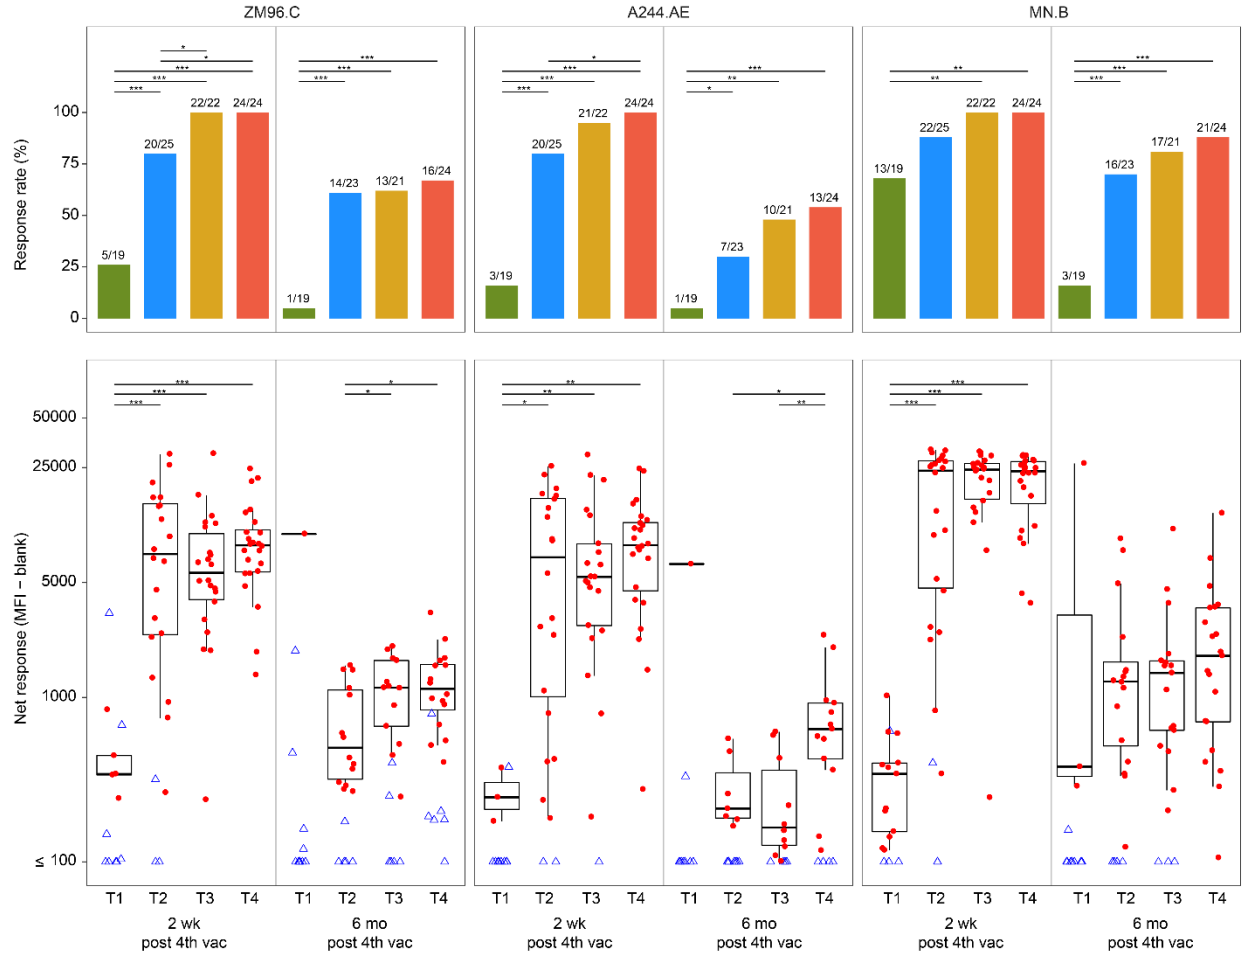 ZM96.C A244.AE MN.B
* * *** *** ***
*** *** ***
* *** *** ***
*** ** *
** **
*** *** ***
Response rate (%)
100
75
50
25
0
5/19 20/25 22/22 24/24
1/19 14/23 13/21 16/24
3/19 20/25 21/22 24/24
1/19 7/23 10/21 13/24
13/19 22/25 22/22 24/24
3/19 16/23 17/21 21/24
Net response (MFI − blank)
50000
25000
5000
1000
≤ 100
*** *** ***
* *
** ** *
* **
*** *** ***
T1 T2 T3 T4 T1 T2 T3 T4 T1 T2 T3 T4 T1 T2 T3 T4 T1 T2 T3 T4 T1 T2 T3 T4
2 wk 6 mo 2 wk 6 mo 2 wk 6 mo
post 4th vac post 4th vac post 4th vac post 4th vac post 4th vac post 4th vac